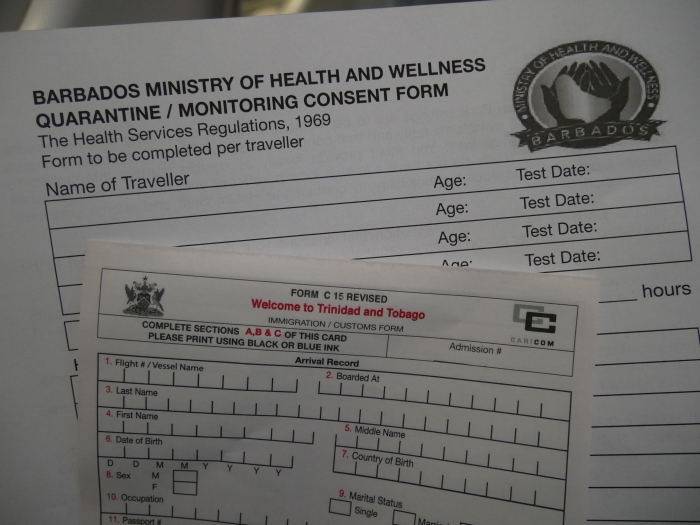 BARBADOS MINISTRY OF HEALTH AND WELLNESS
QUARANTINE / MONITORING CONSENT FORM
The Health Services Regulations, 1969
Form to be completed per traveller
MINISTRY OF HEALTH AND WELLNESS
BARBADOS
Name of Traveller Age: Test Date:
Age: Test Date:
Age: Test Date:
Age: Test Date:
hours
FORM C 15 REVISED
Welcome to Trinidad and Tobago
IMMIGRATION / CUSTOMS FORM
COMPLETE SECTIONS A,B & C OF THIS CARD
PLEASE PRINT USING BLACK OR BLUE INK
CARICOM
Admission #
Arrival Record
1. Flight # / Vessel Name 2. Boarded At
3. Last Name
4. First Name 5. Middle Name
6. Date of Birth 7. Country of Birth
D D M M Y Y Y Y
8. Sex M
F
9. Marital Status
10. Occupation Single
11. Passport #